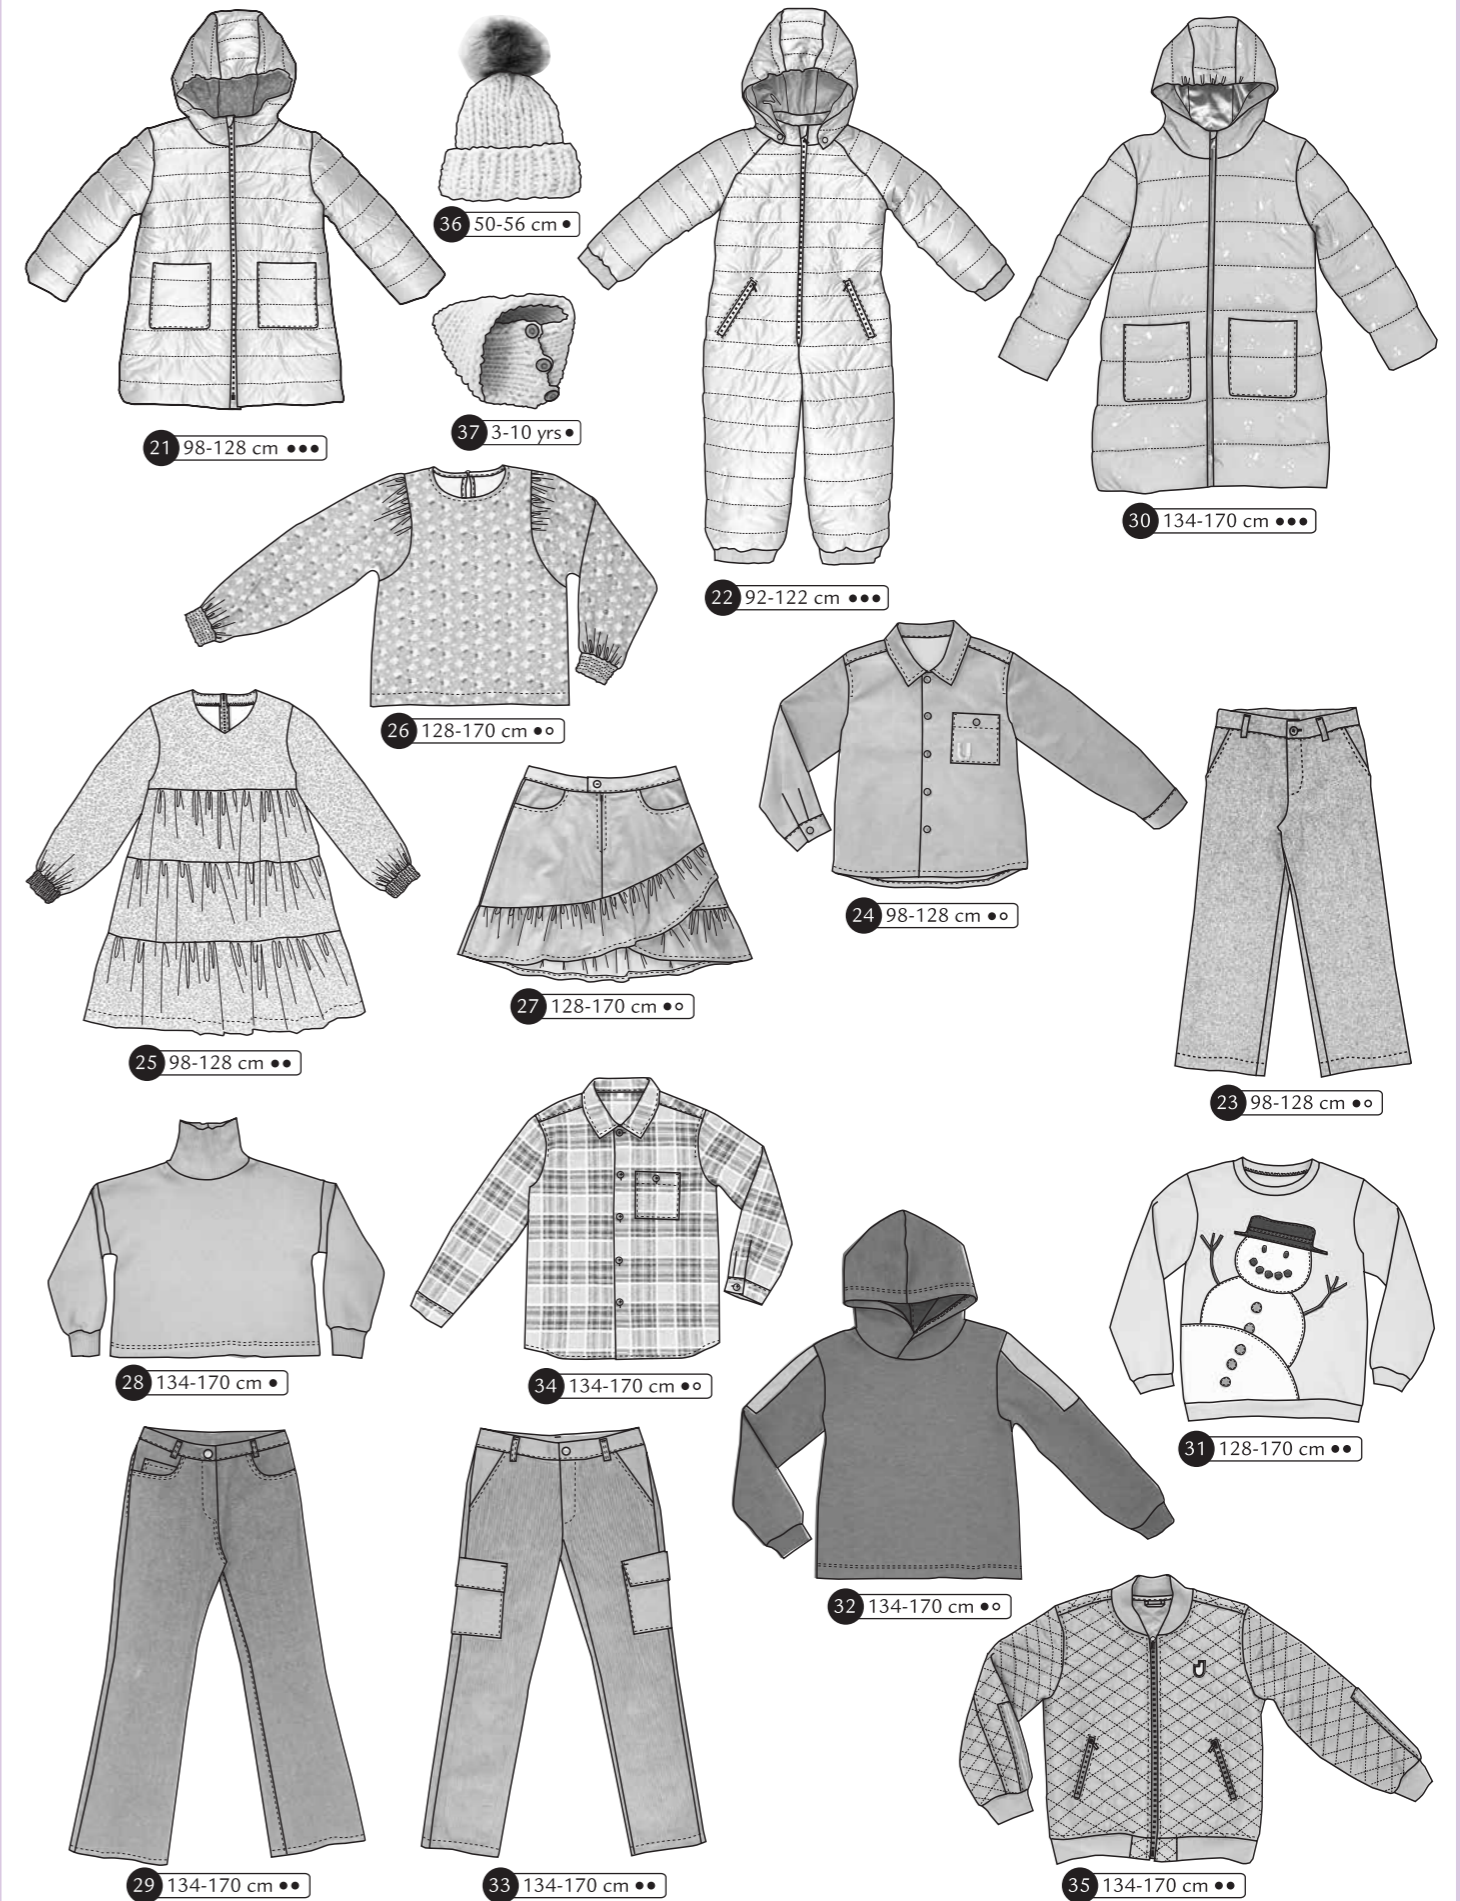 36 50-56 cm ●
37 3-10 yrs ●
21 98-128 cm ●●●
30 134-170 cm ●●●
22 92-122 cm ●●●
26 128-170 cm ●○
24 98-128 cm ●○
27 128-170 cm ●○
25 98-128 cm ●●
23 98-128 cm ●○
28 134-170 cm ●
34 134-170 cm ●○
31 128-170 cm ●●
32 134-170 cm ●○
29 134-170 cm ●●
33 134-170 cm ●●
35 134-170 cm ●●